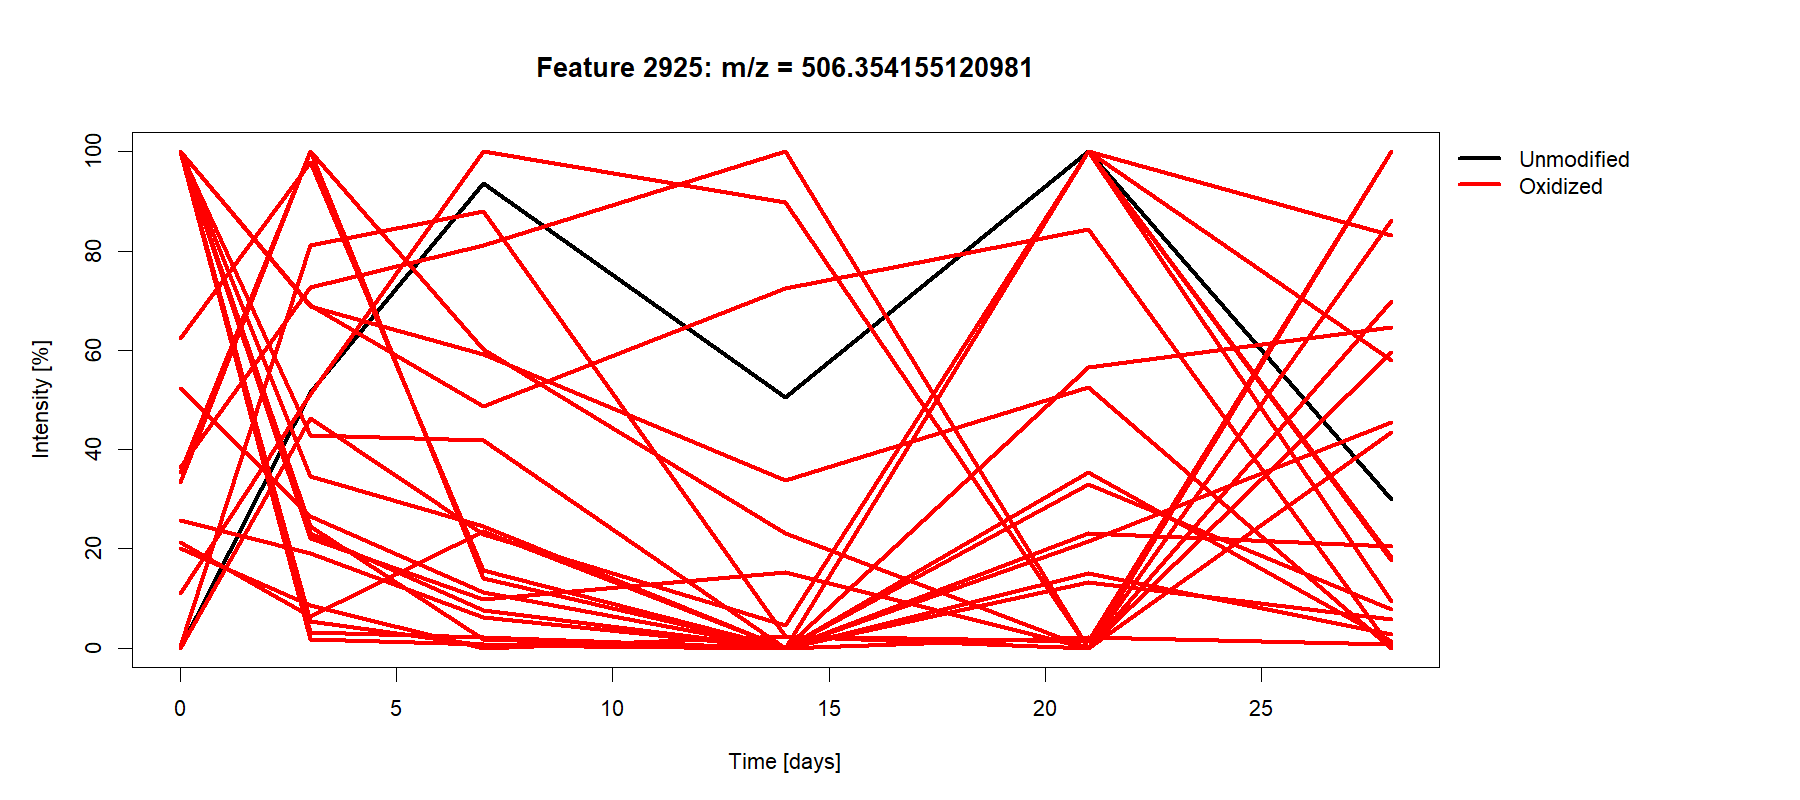 Feature 2925: m/z = 506.354155120981
Unmodified
Oxidized
Intensity [%]
100
80
60
40
20
0
0 5 10 15 20 25
Time [days]